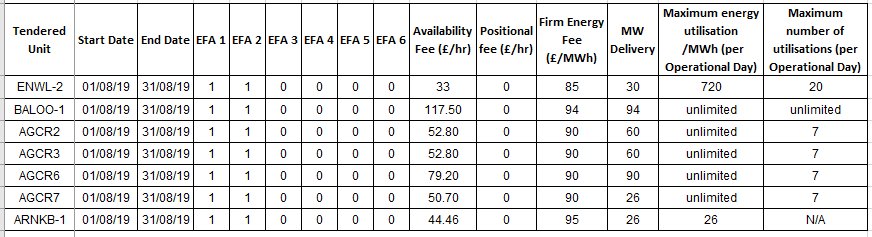 Tendered Unit | Start Date | End Date | EFA 1 | EFA 2 | EFA 3 | EFA 4 | EFA 5 | EFA 6 | Availability Fee (£/hr) | Positional fee (£/hr) | Firm Energy Fee (£/MWh) | MW Delivery | Maximum energy utilisation /MWh (per Operational Day) | Maximum number of utilisations (per Operational Day)
ENWL-2 | 01/08/19 | 31/08/19 | 1 | 1 | 0 | 0 | 0 | 0 | 33 | 0 | 85 | 30 | 720 | 20
BALOO-1 | 01/08/19 | 31/08/19 | 1 | 1 | 0 | 0 | 0 | 0 | 117.50 | 0 | 94 | 94 | unlimited | unlimited
AGCR2 | 01/08/19 | 31/08/19 | 1 | 1 | 0 | 0 | 0 | 0 | 52.80 | 0 | 90 | 60 | unlimited | 7
AGCR3 | 01/08/19 | 31/08/19 | 1 | 1 | 0 | 0 | 0 | 0 | 52.80 | 0 | 90 | 60 | unlimited | 7
AGCR6 | 01/08/19 | 31/08/19 | 1 | 1 | 0 | 0 | 0 | 0 | 79.20 | 0 | 90 | 90 | unlimited | 7
AGCR7 | 01/08/19 | 31/08/19 | 1 | 1 | 0 | 0 | 0 | 0 | 50.70 | 0 | 90 | 26 | unlimited | 7
ARNKB-1 | 01/08/19 | 31/08/19 | 1 | 1 | 0 | 0 | 0 | 0 | 44.46 | 0 | 95 | 26 | 26 | N/A